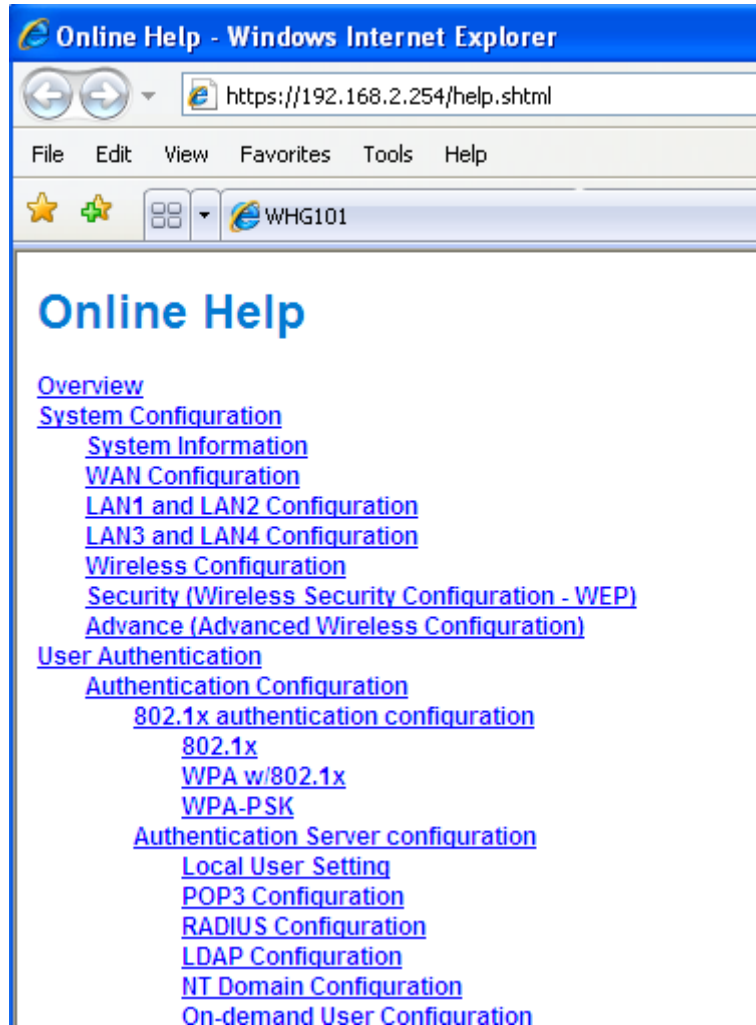 Online Help - Windows Internet Explorer
https://192.168.2.254/help.shtml
File Edit View Favorites Tools Help
WHG101
Online Help
Overview
System Configuration
System Information
WAN Configuration
LAN1 and LAN2 Configuration
LAN3 and LAN4 Configuration
Wireless Configuration
Security (Wireless Security Configuration - WEP)
Advance (Advanced Wireless Configuration)
User Authentication
Authentication Configuration
802.1x authentication configuration
802.1x
WPA w/802.1x
WPA-PSK
Authentication Server configuration
Local User Setting
POP3 Configuration
RADIUS Configuration
LDAP Configuration
NT Domain Configuration
On-demand User Configuration